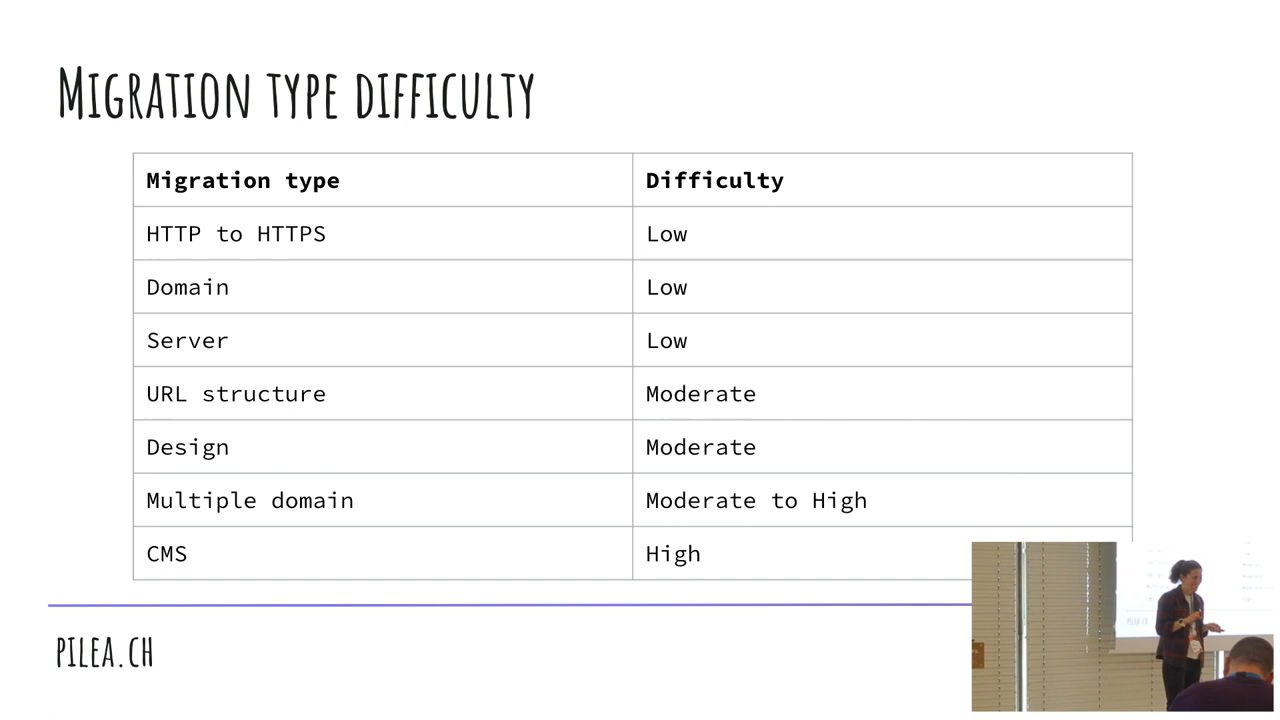 Migration type difficulty
Migration type Difficulty
HTTP to HTTPS Low
Domain Low
Server Low
URL structure Moderate
Design Moderate
Multiple domain Moderate to High
CMS High
PILEA.CH